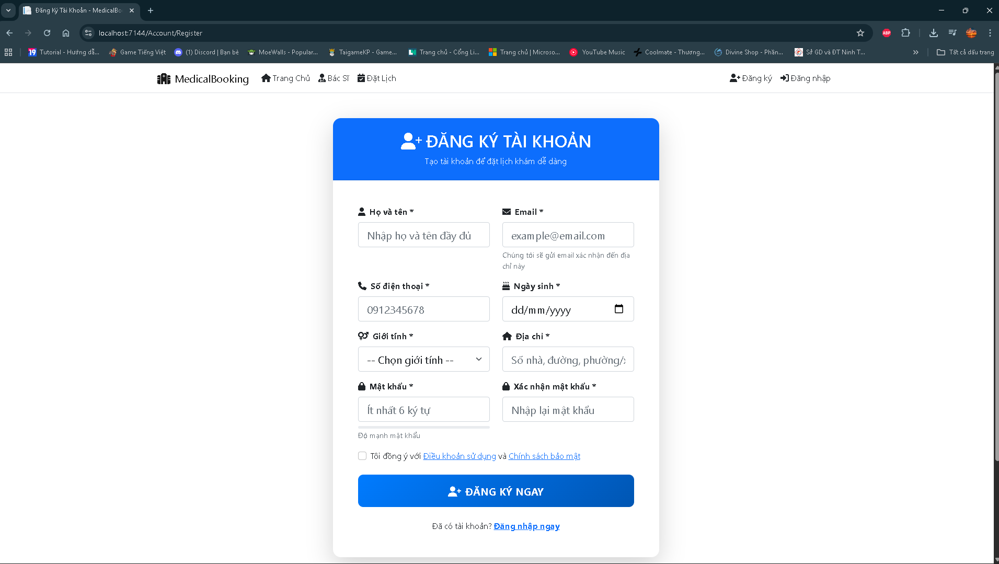 Đăng Ký Tài Khoản - MedicalBo
localhost:7144/Account/Register
ABP
19 Tutorial - Hướng dẫ... Game Tiếng Việt (1) Discord | Bạn bè MoeWalls - Popular... TaigameKP - Game... Trang chủ - Cổng Li... Trang chủ | Microso... YouTube Music Coolmate - Thương... Divine Shop - Phần... Sở GD và ĐT Ninh T... Tất cả dấu trang
MedicalBooking Trang Chủ Bác Sĩ Đặt Lịch Đăng ký Đăng nhập
ĐĂNG KÝ TÀI KHOẢN
Tạo tài khoản để đặt lịch khám dễ dàng
Họ và tên * Email *
Nhập họ và tên đầy đủ example@email.com
Chúng tôi sẽ gửi email xác nhận đến địa
chỉ này
Số điện thoại * Ngày sinh *
0912345678 dd/mm/yyyy
Giới tính * Địa chỉ *
-- Chọn giới tính -- Số nhà, đường, phường/
Mật khẩu * Xác nhận mật khẩu *
Ít nhất 6 ký tự Nhập lại mật khẩu
Độ mạnh mật khẩu
Tôi đồng ý với Điều khoản sử dụng và Chính sách bảo mật
ĐĂNG KÝ NGAY
Đã có tài khoản? Đăng nhập ngay